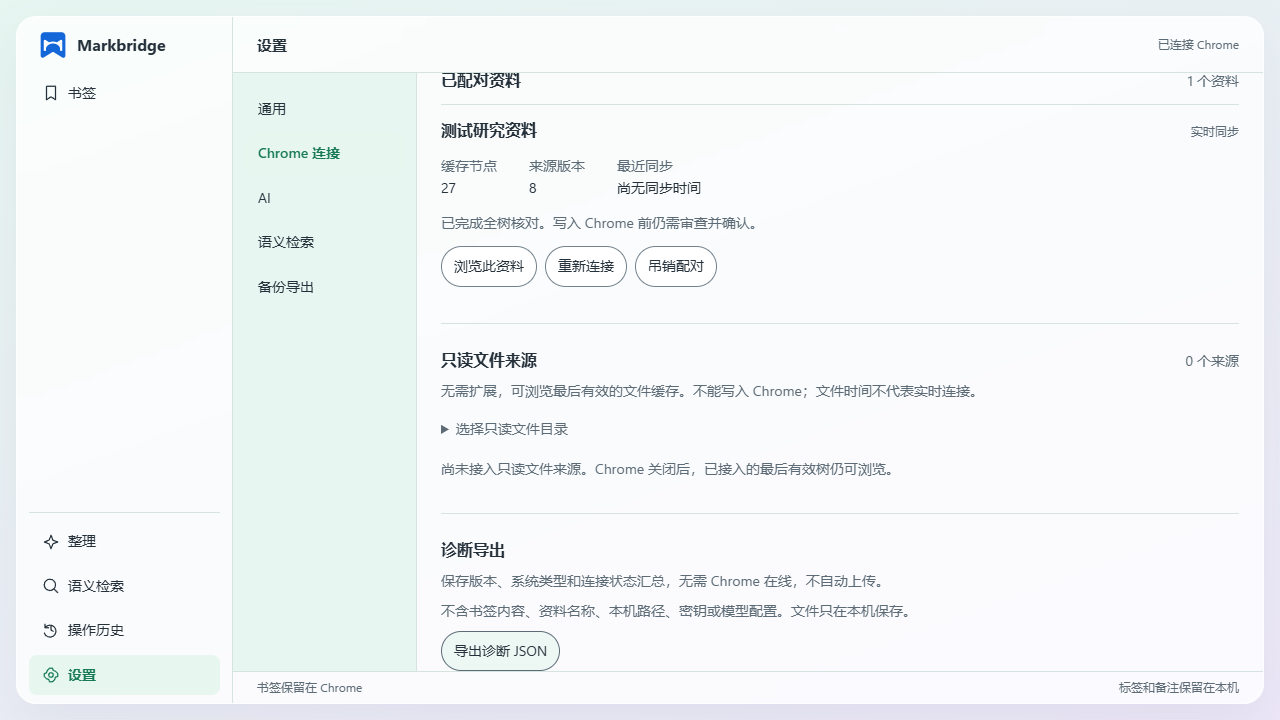 Markbridge
书签
整理
语义检索
操作历史
设置
设置
已连接 Chrome
通用
Chrome 连接
AI
语义检索
备份导出
已配对资料
1 个资料
测试研究资料
实时同步
缓存节点 来源版本 最近同步
27 8 尚无同步时间
已完成全树核对。写入 Chrome 前仍需审查并确认。
浏览此资料 重新连接 吊销配对
只读文件来源
0 个来源
无需扩展，可浏览最后有效的文件缓存。不能写入 Chrome；文件时间不代表实时连接。
选择只读文件目录
尚未接入只读文件来源。Chrome 关闭后，已接入的最后有效树仍可浏览。
诊断导出
保存版本、系统类型和连接状态汇总，无需 Chrome 在线，不自动上传。
不含书签内容、资料名称、本机路径、密钥或模型配置。文件只在本机保存。
导出诊断 JSON
书签保留在 Chrome
标签和备注保留在本机